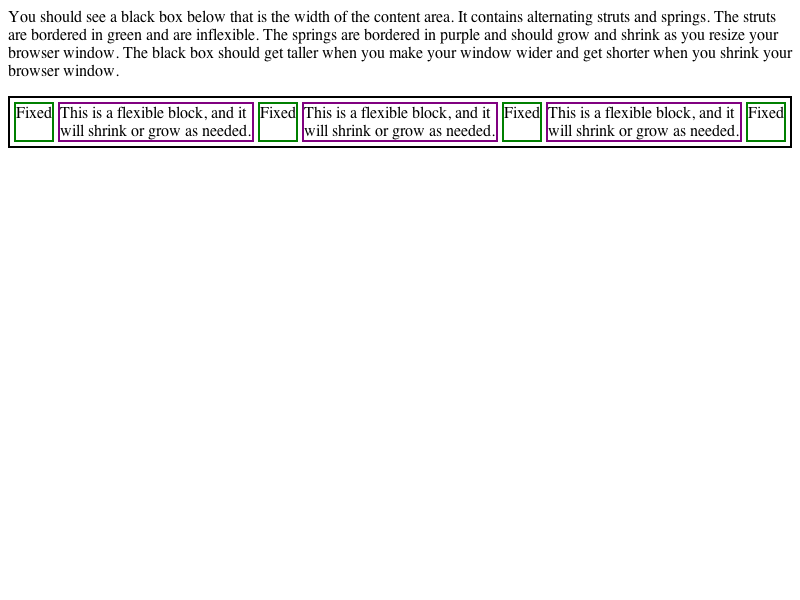 You should see a black box below that is the width of the content area. It contains alternating struts and springs. The struts
are bordered in green and are inflexible. The springs are bordered in purple and should grow and shrink as you resize your
browser window. The black box should get taller when you make your window wider and get shorter when you shrink your
browser window.
Fixed
This is a flexible block, and it
will shrink or grow as needed.
Fixed
This is a flexible block, and it
will shrink or grow as needed.
Fixed
This is a flexible block, and it
will shrink or grow as needed.
Fixed